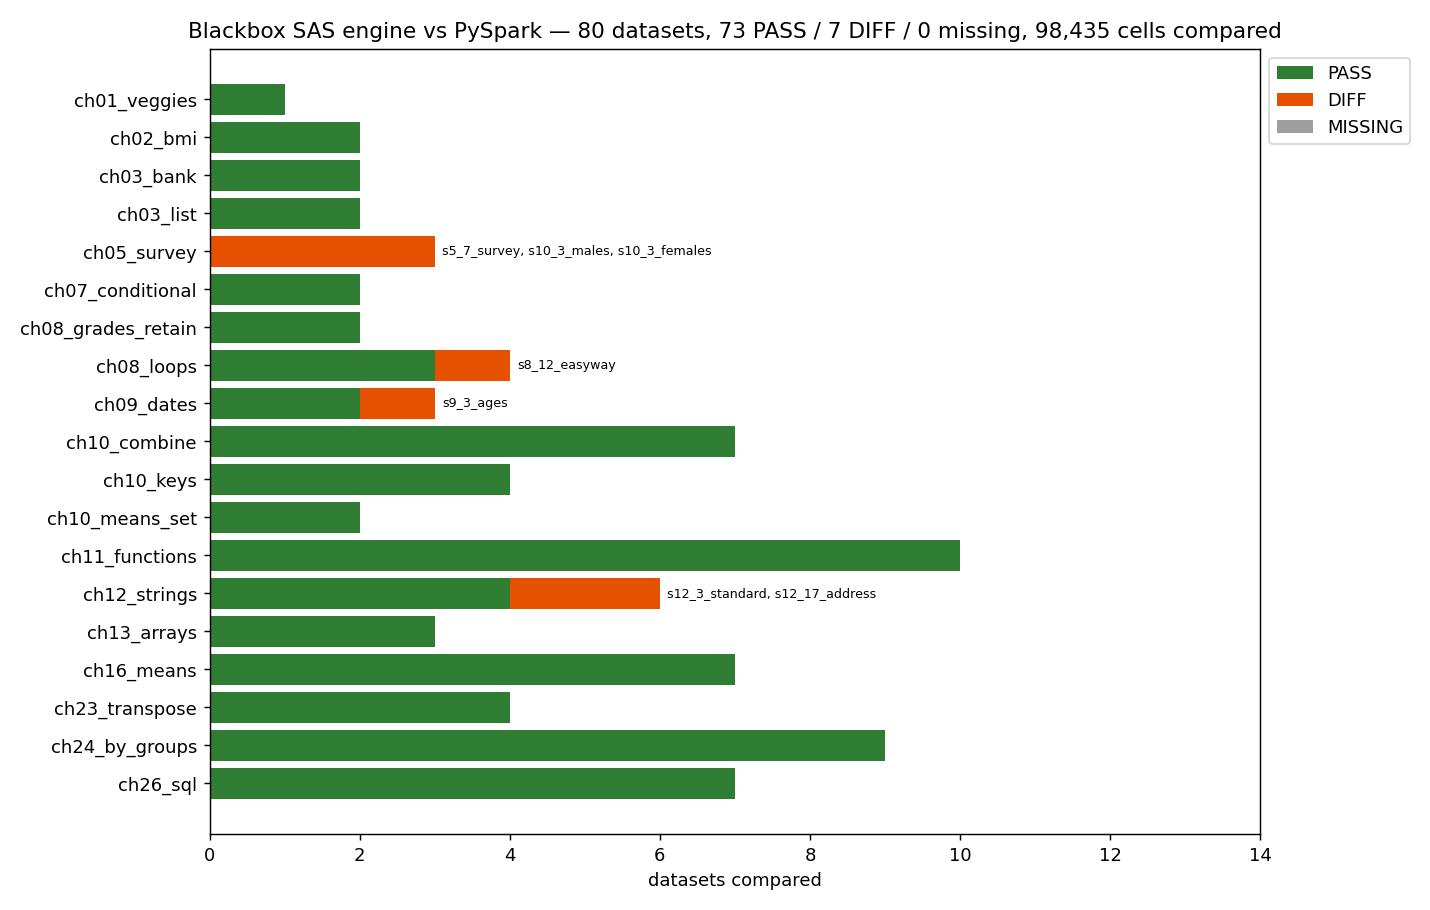 Blackbox SAS engine vs PySpark — 80 datasets, 73 PASS / 7 DIFF / 0 missing, 98,435 cells compared
PASS
DIFF
MISSING
ch01_veggies
ch02_bmi
ch03_bank
ch03_list
ch05_survey s5_7_survey, s10_3_males, s10_3_females
ch07_conditional
ch08_grades_retain
ch08_loops s8_12_easyway
ch09_dates s9_3_ages
ch10_combine
ch10_keys
ch10_means_set
ch11_functions
ch12_strings s12_3_standard, s12_17_address
ch13_arrays
ch16_means
ch23_transpose
ch24_by_groups
ch26_sql
0 2 4 6 8 10 12 14
datasets compared